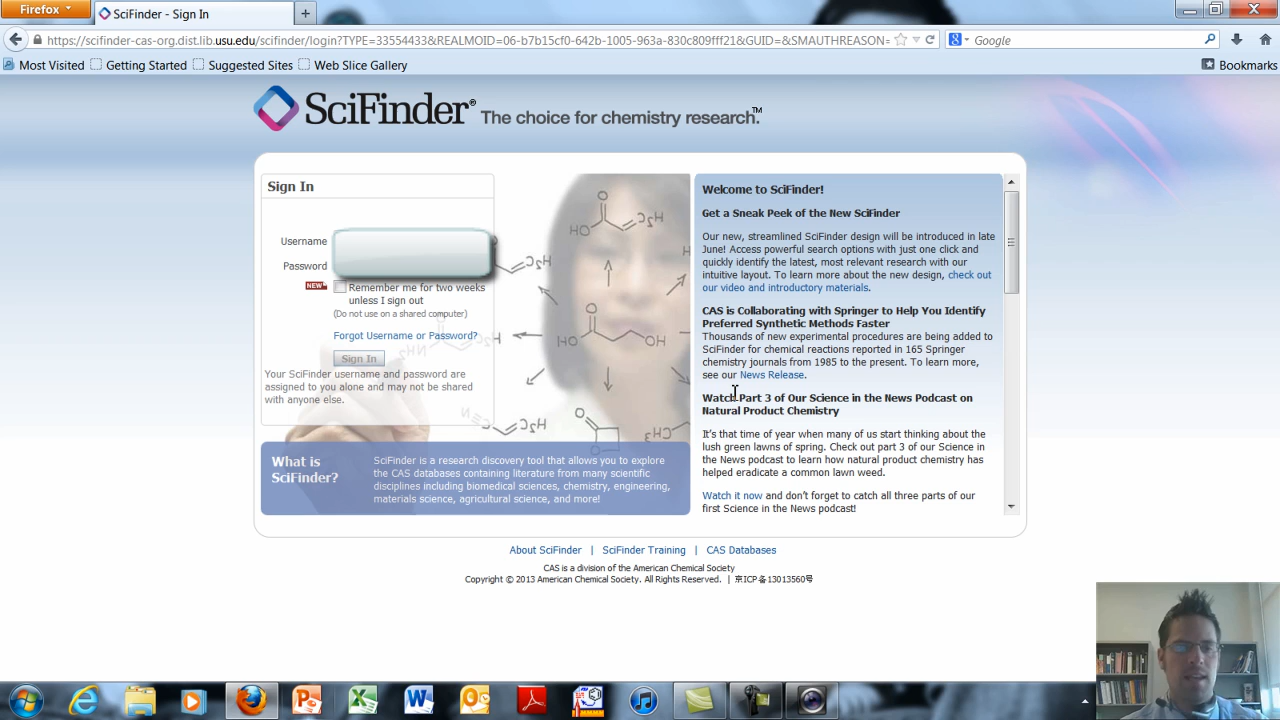 Firefox
SciFinder - Sign In
https://scifinder-cas-org.dist.lib.usu.edu/scifinder/login?TYPE=33554433&REALMOID=06-b7b15cf0-642b-1005-963a-830c809fff21&GUID=&SMAUTHREASON=
Google
Most Visited Getting Started Suggested Sites Web Slice Gallery
Bookmarks
SciFinder® The choice for chemistry research.™
Sign In
Username
Password
NEW Remember me for two weeks
unless I sign out
(Do not use on a shared computer)
Forgot Username or Password?
Sign In
Your SciFinder username and password are
assigned to you alone and may not be shared
with anyone else.
What is
SciFinder?
SciFinder is a research discovery tool that allows you to explore
the CAS databases containing literature from many scientific
disciplines including biomedical sciences, chemistry, engineering,
materials science, agricultural science, and more!
Welcome to SciFinder!
Get a Sneak Peek of the New SciFinder
Our new, streamlined SciFinder design will be introduced in late
June! Access powerful search options with just one click and
quickly identify the latest, most relevant research with our
intuitive layout. To learn more about the new design, check out
our video and introductory materials.
CAS is Collaborating with Springer to Help You Identify
Preferred Synthetic Methods Faster
Thousands of new experimental procedures are being added to
SciFinder for chemical reactions reported in 165 Springer
chemistry journals from 1985 to the present. To learn more,
see our News Release.
Watch Part 3 of Our Science in the News Podcast on
Natural Product Chemistry
It's that time of year when many of us start thinking about the
lush green lawns of spring. Check out part 3 of our Science in
the News podcast to learn how natural product chemistry has
helped eradicate a common lawn weed.
Watch it now and don't forget to catch all three parts of our
first Science in the News podcast!
About SciFinder | SciFinder Training | CAS Databases
CAS is a division of the American Chemical Society
Copyright © 2013 American Chemical Society. All Rights Reserved. | 京ICP备13013560号